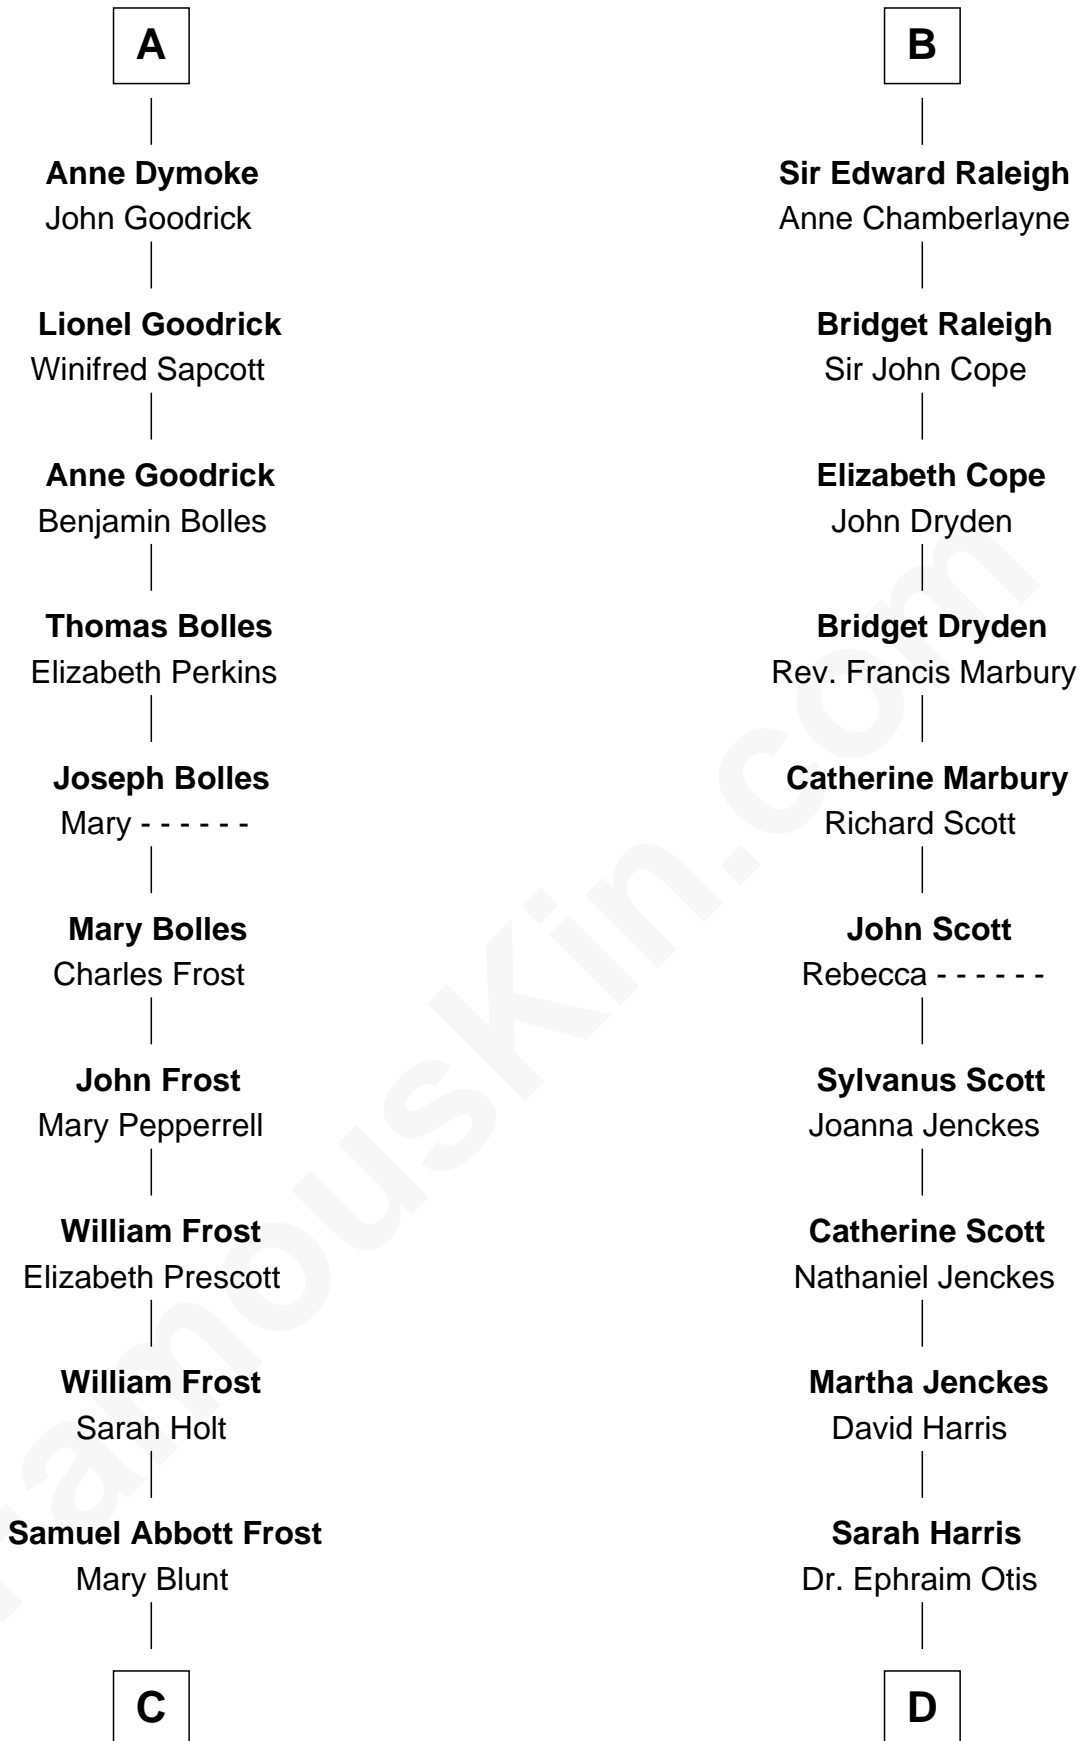 A
Anne Dymoke
John Goodrick
Lionel Goodrick
Winifred Sapcott
Anne Goodrick
Benjamin Bolles
Thomas Bolles
Elizabeth Perkins
Joseph Bolles
Mary - - - - - -
Mary Bolles
Charles Frost
John Frost
Mary Pepperrell
William Frost
Elizabeth Prescott
William Frost
Sarah Holt
Samuel Abbott Frost
Mary Blunt
C
B
Sir Edward Raleigh
Anne Chamberlayne
Bridget Raleigh
Sir John Cope
Elizabeth Cope
John Dryden
Bridget Dryden
Rev. Francis Marbury
Catherine Marbury
Richard Scott
John Scott
Rebecca - - - - - -
Sylvanus Scott
Joanna Jenckes
Catherine Scott
Nathaniel Jenckes
Martha Jenckes
David Harris
Sarah Harris
Dr. Ephraim Otis
D
FamousKin.com